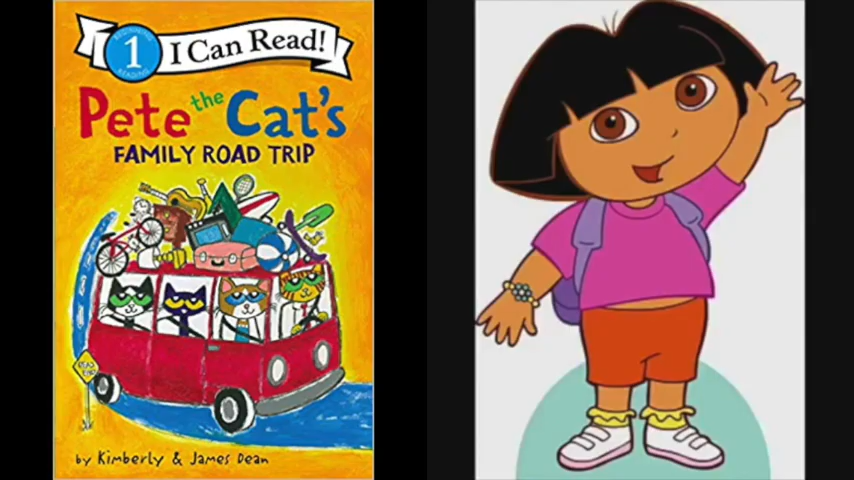 1
I Can Read!
Pete the Cat's
FAMILY ROAD TRIP
by Kimberly & James Dean